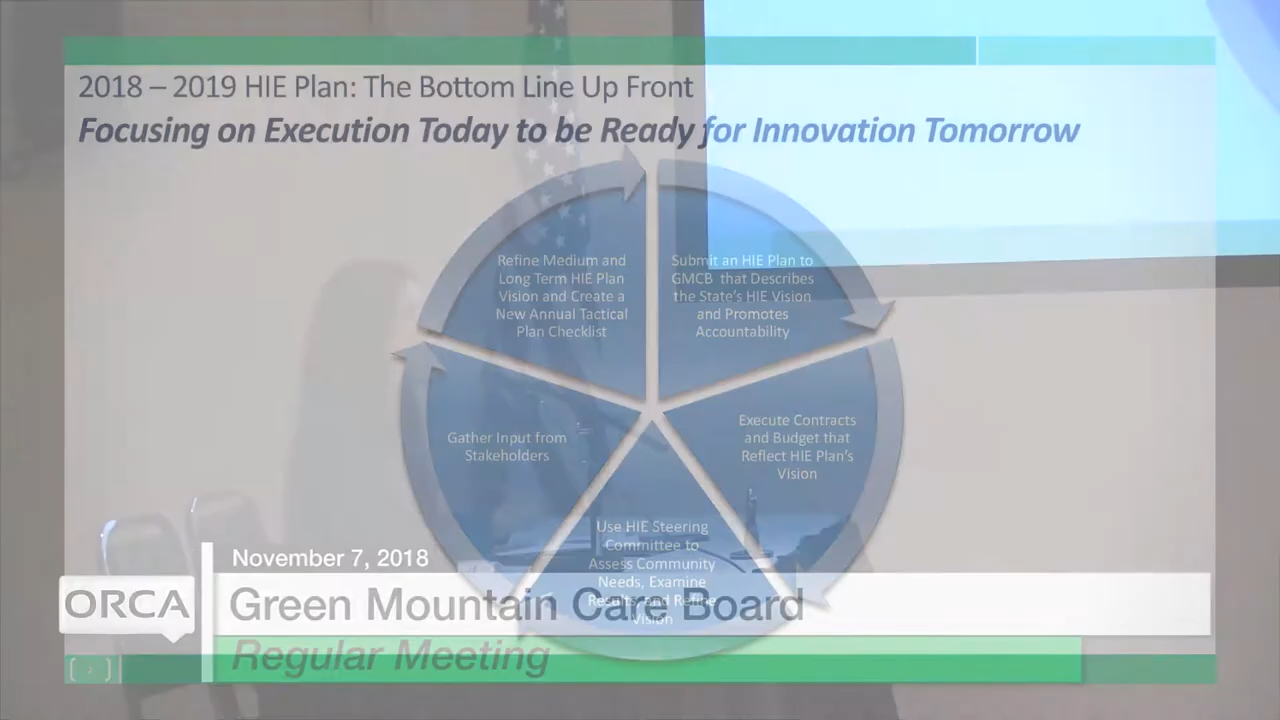 2018 – 2019 HIE Plan: The Bottom Line Up Front
Focusing on Execution Today to be Ready for Innovation Tomorrow
Refine Medium and
Long Term HIE Plan
Vision and Create a
New Annual Tactical
Plan Checklist
Submit an HIE Plan to
GMCB that Describes
the State's HIE Vision
and Promotes
Accountability
Execute Contracts
and Budget that
Reflect HIE Plan's
Vision
Use HIE Steering
Committee to
Assess Community
Needs, Examine
Results, and Refine
Vision
Gather Input from
Stakeholders
November 7, 2018
ORCA
Green Mountain Care Board
Regular Meeting